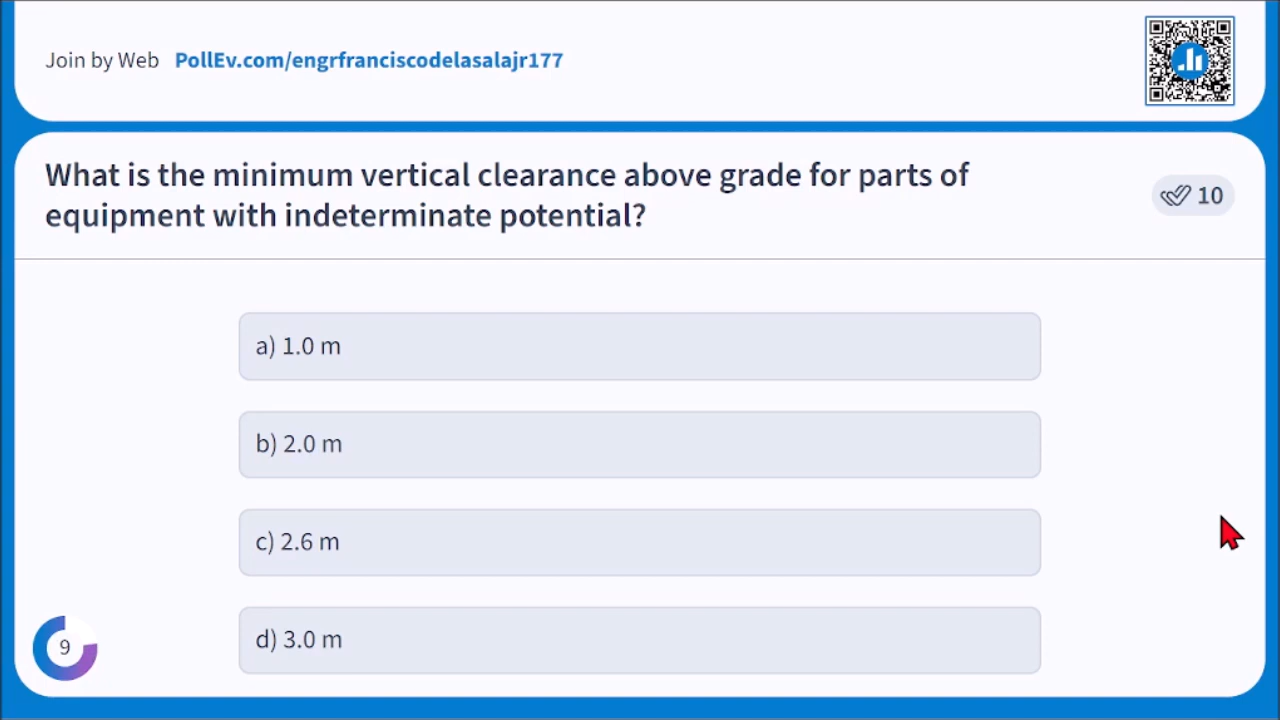 Join by Web PollEv.com/engrfranciscodelasalajr177
What is the minimum vertical clearance above grade for parts of
equipment with indeterminate potential?
10
a) 1.0 m
b) 2.0 m
c) 2.6 m
d) 3.0 m
9